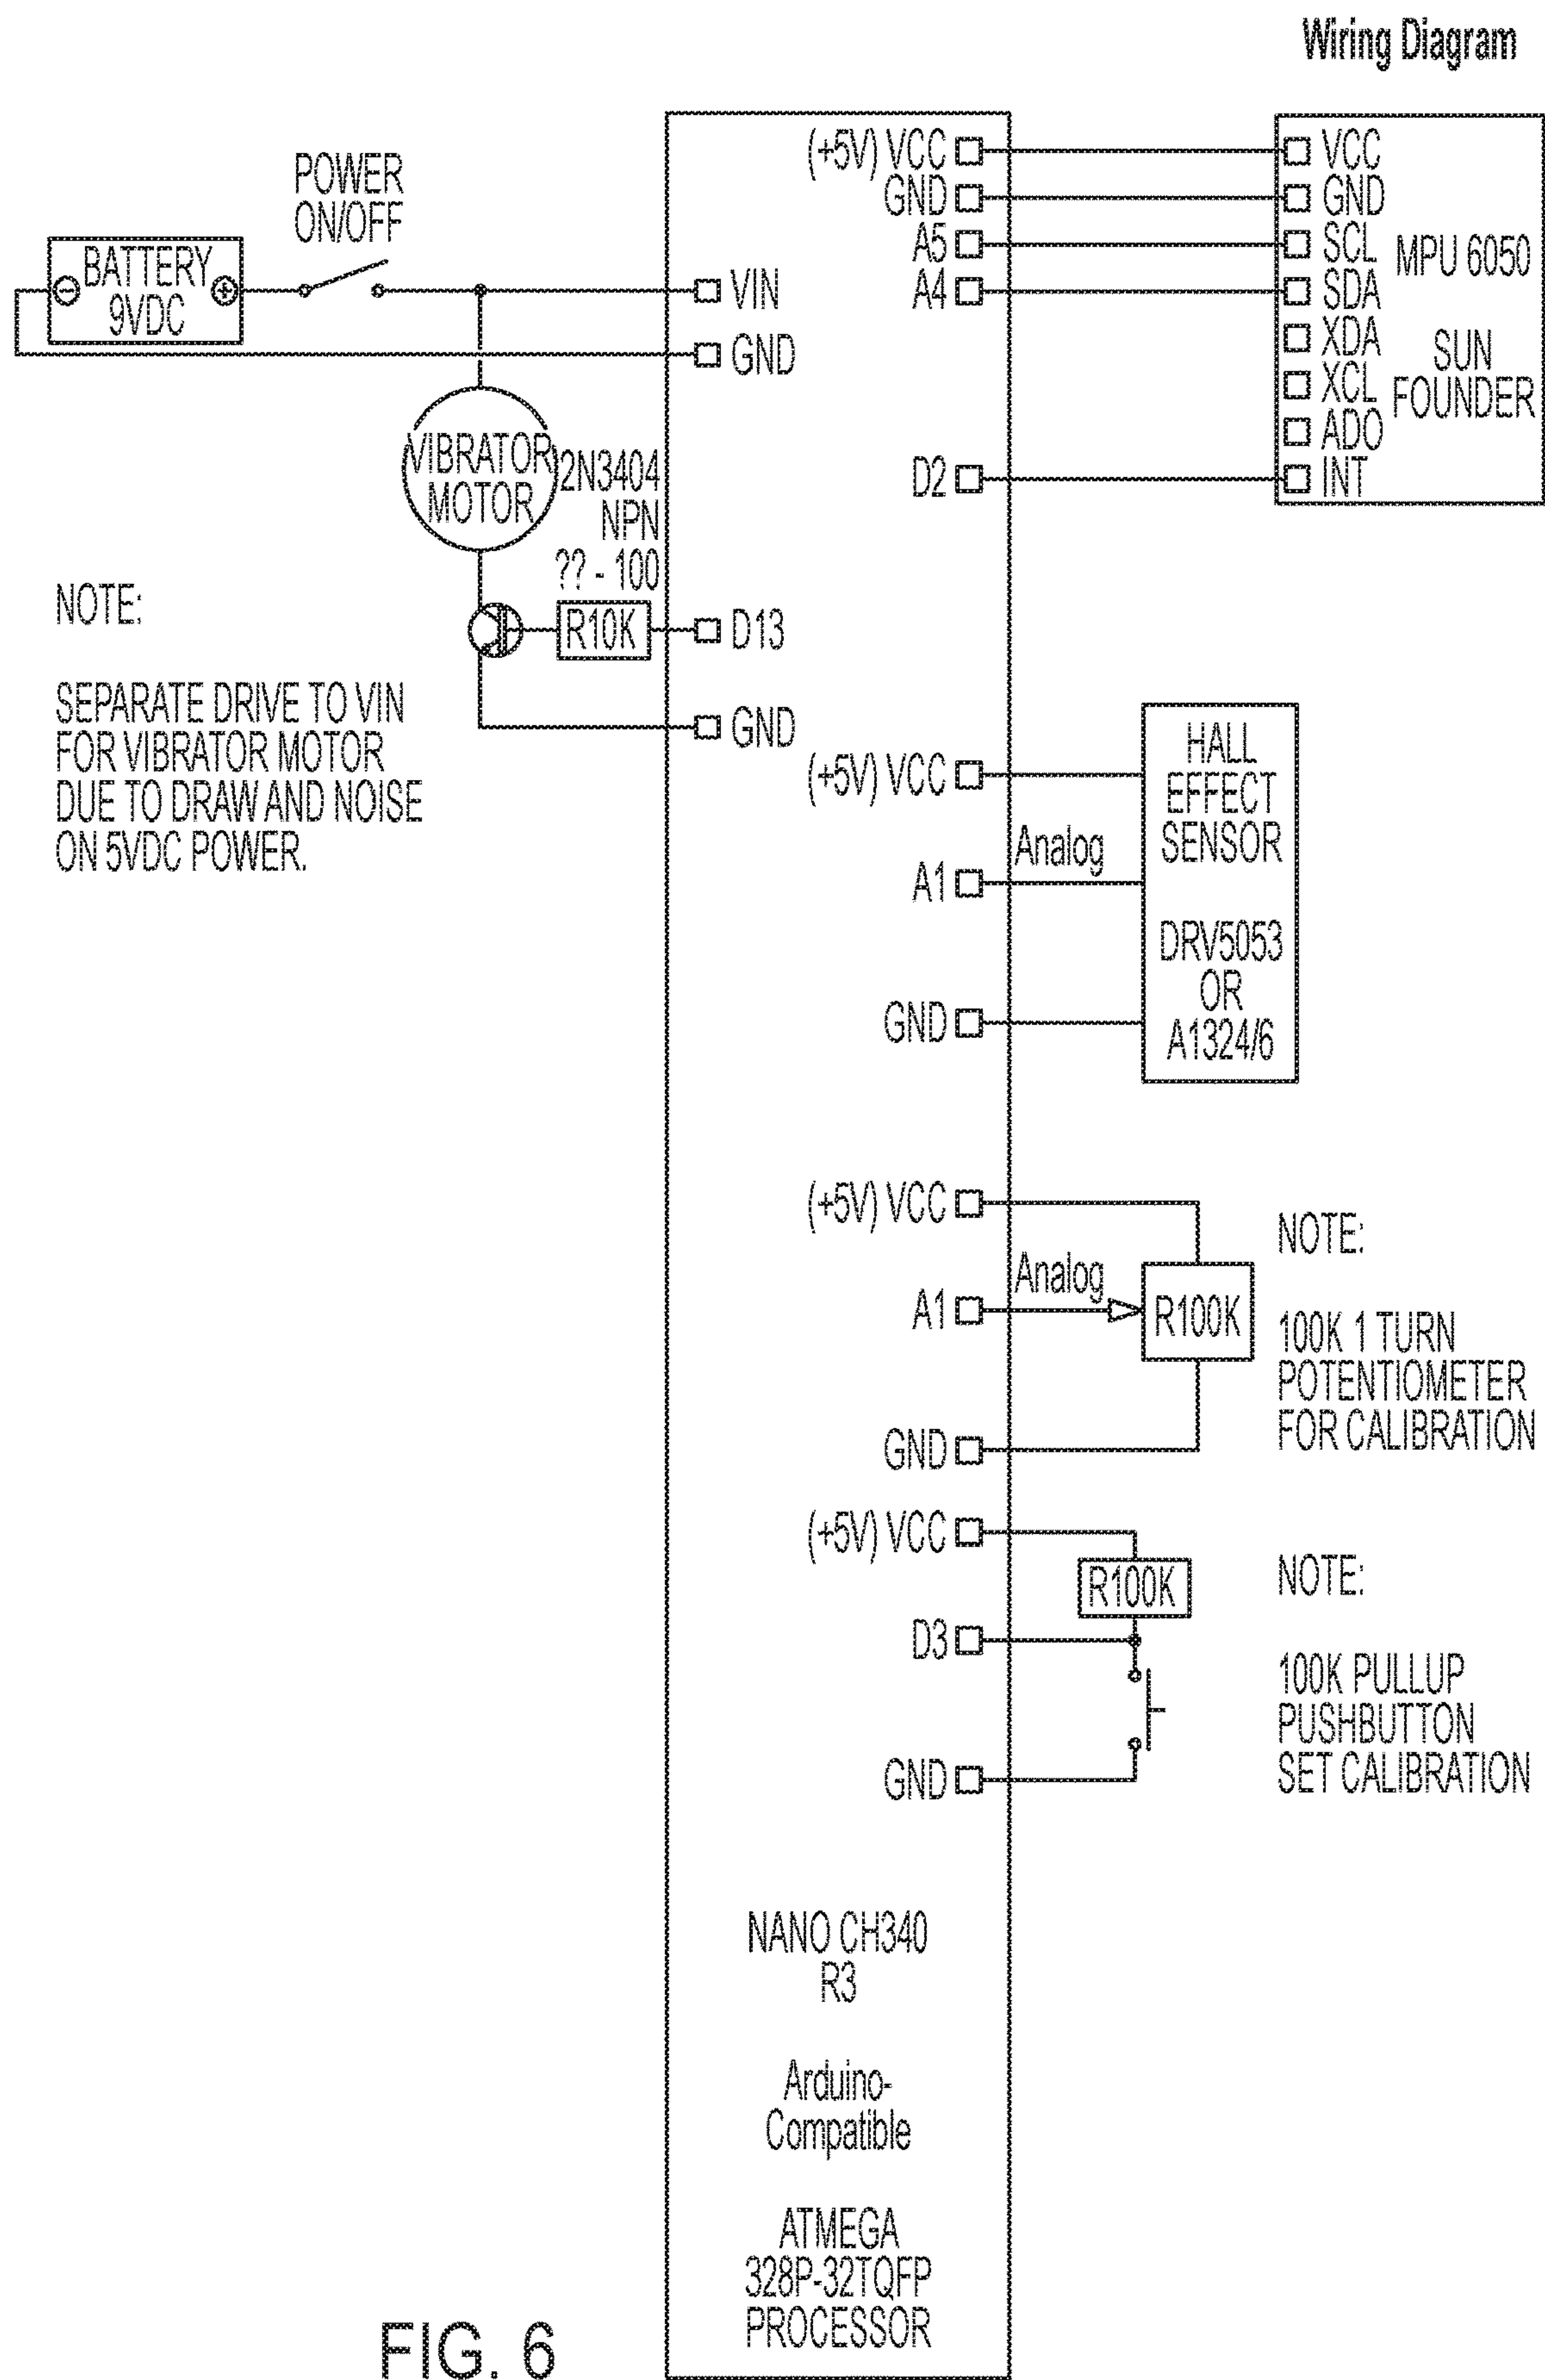 Wiring Diagram
POWER
ON/OFF
BATTERY
9VDC
VIN
GND
VIBRATOR
MOTOR
2N3404
NPN
?? - 100
R10K
D13
GND
NOTE:
SEPARATE DRIVE TO VIN
FOR VIBRATOR MOTOR
DUE TO DRAW AND NOISE
ON 5VDC POWER.
(+5V) VCC
GND
A5
A4
D2
VCC
GND
SCL
SDA
XDA
XCL
ADO
INT
MPU 6050
SUN
FOUNDER
(+5V) VCC
A1
Analog
GND
HALL
EFFECT
SENSOR
DRV5053
OR
A1324/6
(+5V) VCC
A1
Analog
GND
R100K
NOTE:
100K 1 TURN
POTENTIOMETER
FOR CALIBRATION
(+5V) VCC
D3
GND
R100K
NOTE:
100K PULLUP
PUSHBUTTON
SET CALIBRATION
NANO CH340
R3
Arduino-
Compatible
ATMEGA
328P-32TQFP
PROCESSOR
FIG. 6